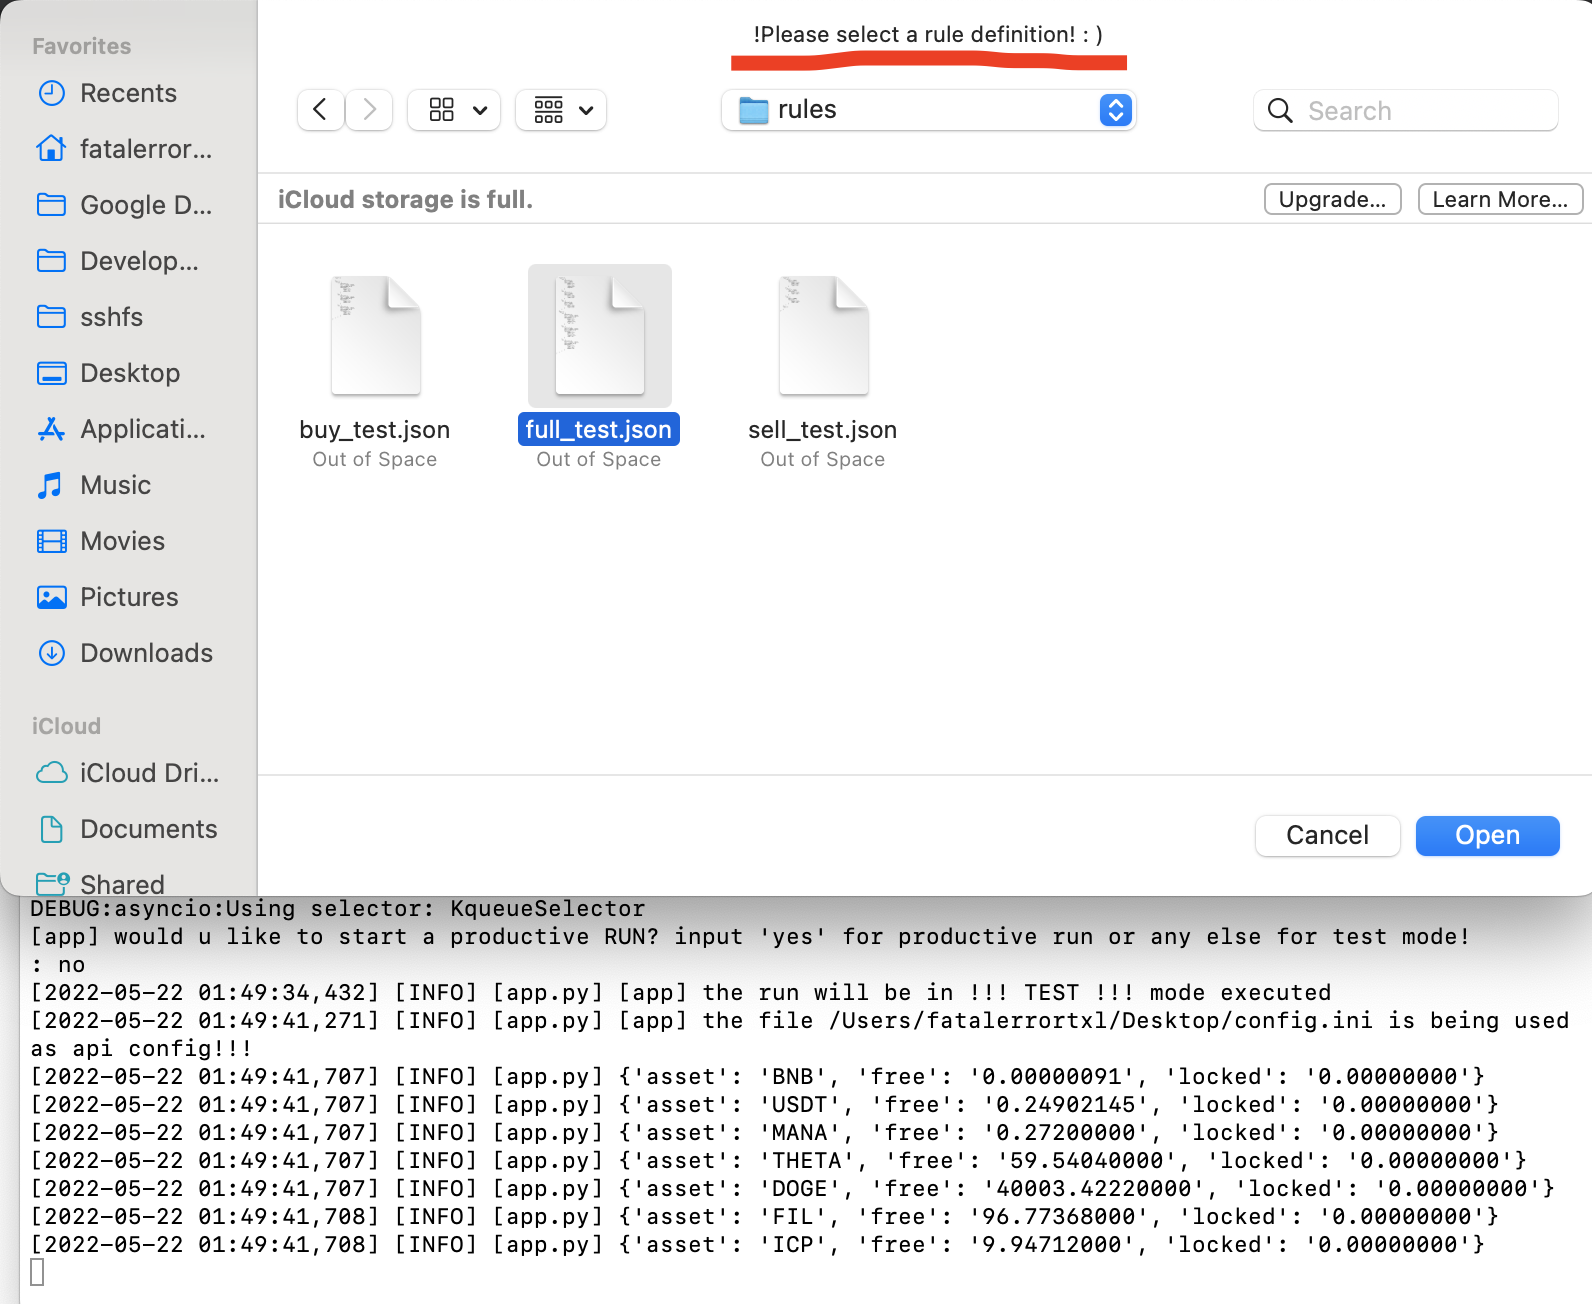 !Please select a rule definition! : )
Favorites
Recents
fatalerror...
Google D...
Develop...
sshfs
Desktop
Applicati...
Music
Movies
Pictures
Downloads
iCloud
iCloud Dri...
Documents
Shared
rules
Search
iCloud storage is full.
Upgrade...
Learn More...
buy_test.json
Out of Space
full_test.json
Out of Space
sell_test.json
Out of Space
Cancel
Open
DEBUG:asyncio:Using selector: KqueueSelector
[app] would u like to start a productive RUN? input 'yes' for productive run or any else for test mode!
: no
[2022-05-22 01:49:34,432] [INFO] [app.py] [app] the run will be in !!! TEST !!! mode executed
[2022-05-22 01:49:41,271] [INFO] [app.py] [app] the file /Users/fatalerrortxl/Desktop/config.ini is being used
as api config!!!
[2022-05-22 01:49:41,707] [INFO] [app.py] {'asset': 'BNB', 'free': '0.00000091', 'locked': '0.00000000'}
[2022-05-22 01:49:41,707] [INFO] [app.py] {'asset': 'USDT', 'free': '0.24902145', 'locked': '0.00000000'}
[2022-05-22 01:49:41,707] [INFO] [app.py] {'asset': 'MANA', 'free': '0.27200000', 'locked': '0.00000000'}
[2022-05-22 01:49:41,707] [INFO] [app.py] {'asset': 'THETA', 'free': '59.54040000', 'locked': '0.00000000'}
[2022-05-22 01:49:41,707] [INFO] [app.py] {'asset': 'DOGE', 'free': '40003.42220000', 'locked': '0.00000000'}
[2022-05-22 01:49:41,708] [INFO] [app.py] {'asset': 'FIL', 'free': '96.77368000', 'locked': '0.00000000'}
[2022-05-22 01:49:41,708] [INFO] [app.py] {'asset': 'ICP', 'free': '9.94712000', 'locked': '0.00000000'}